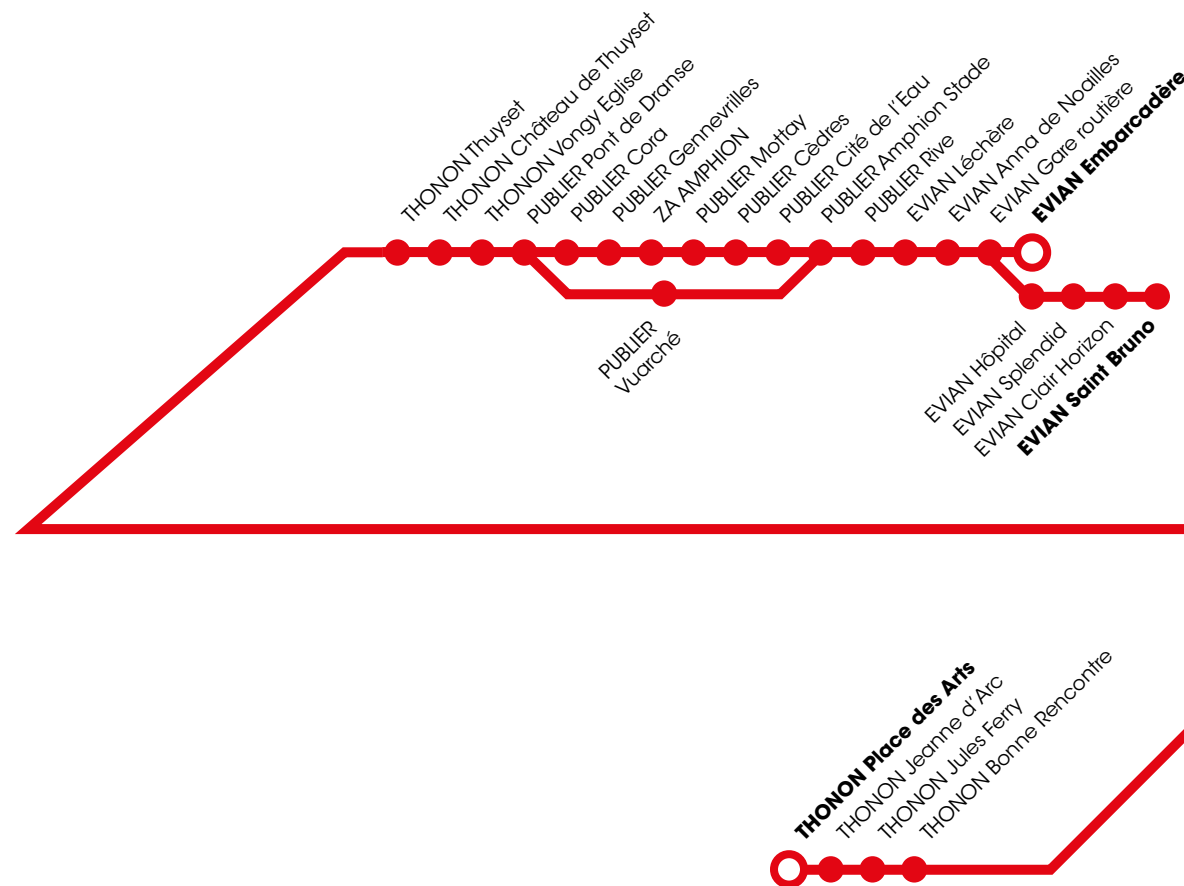 THONON Thuyset
THONON Château de Thuyset
THONON Vongy Eglise
PUBLIER Pont de Dranse
PUBLIER Cora
PUBLIER Gennevrilles
ZA AMPHION
PUBLIER Mottay
PUBLIER Cèdres
PUBLIER Cité de l'Eau
PUBLIER Amphion Stade
PUBLIER Rive
EVIAN Léchère
EVIAN Anna de Noailles
EVIAN Gare routière
EVIAN Embarcadère
PUBLIER
Vuarché
EVIAN Hôpital
EVIAN Splendid
EVIAN Clair Horizon
EVIAN Saint Bruno
THONON Place des Arts
THONON Jeanne d'Arc
THONON Jules Ferry
THONON Bonne Rencontre